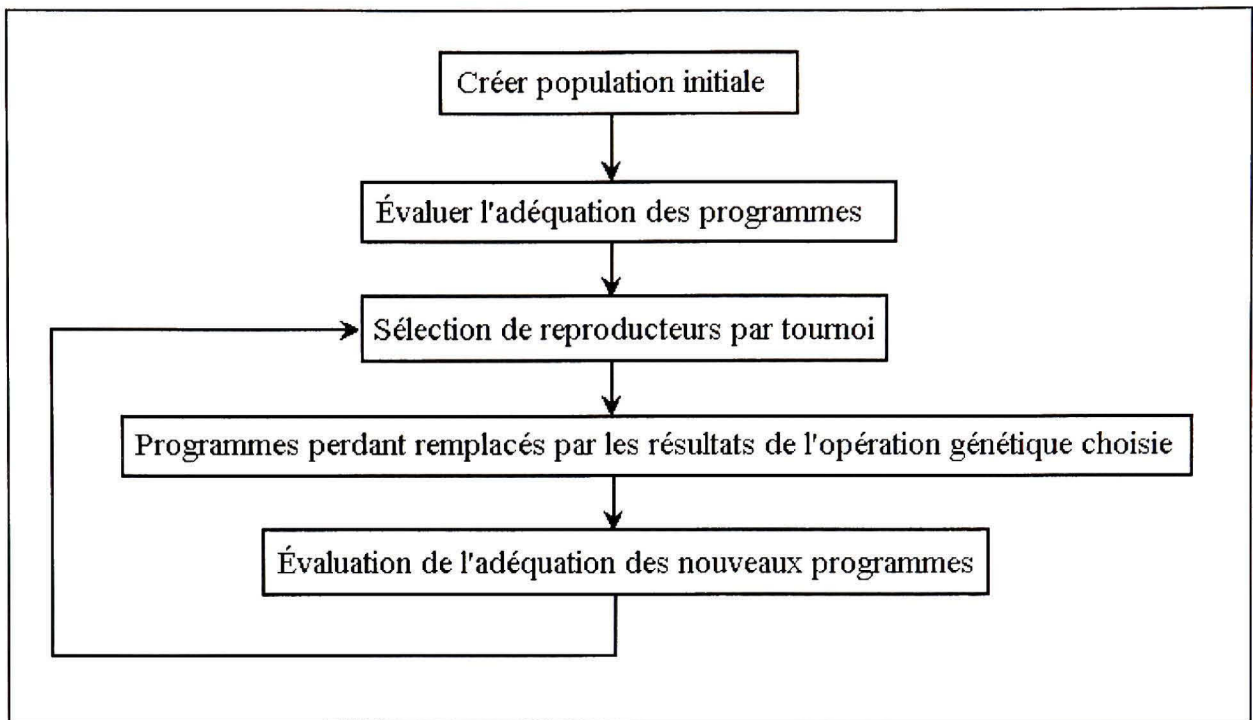 Créer population initiale
Évaluer l'adéquation des programmes
Sélection de reproducteurs par tournoi
Programmes perdant remplacés par les résultats de l'opération génétique choisie
Évaluation de l'adéquation des nouveaux programmes